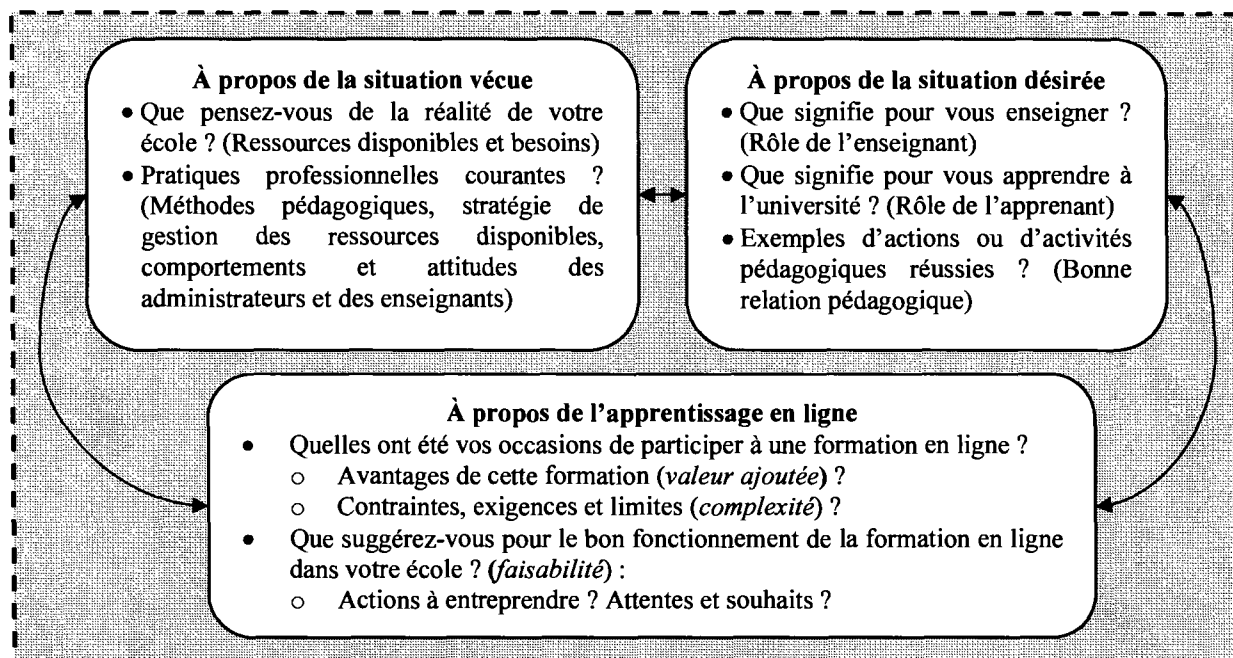 À propos de la situation vécue
• Que pensez-vous de la réalité de votre
école ? (Ressources disponibles et besoins)
• Pratiques professionnelles courantes ?
(Méthodes pédagogiques, stratégie de
gestion des ressources disponibles,
comportements et attitudes des
administrateurs et des enseignants)
À propos de la situation désirée
• Que signifie pour vous enseigner ?
(Rôle de l'enseignant)
• Que signifie pour vous apprendre à
l'université ? (Rôle de l'apprenant)
• Exemples d'actions ou d'activités
pédagogiques réussies ? (Bonne
relation pédagogique)
À propos de l'apprentissage en ligne
• Quelles ont été vos occasions de participer à une formation en ligne ?
o Avantages de cette formation (valeur ajoutée) ?
o Contraintes, exigences et limites (complexité) ?
• Que suggérez-vous pour le bon fonctionnement de la formation en ligne
dans votre école ? (faisabilité) :
o Actions à entreprendre ? Attentes et souhaits ?